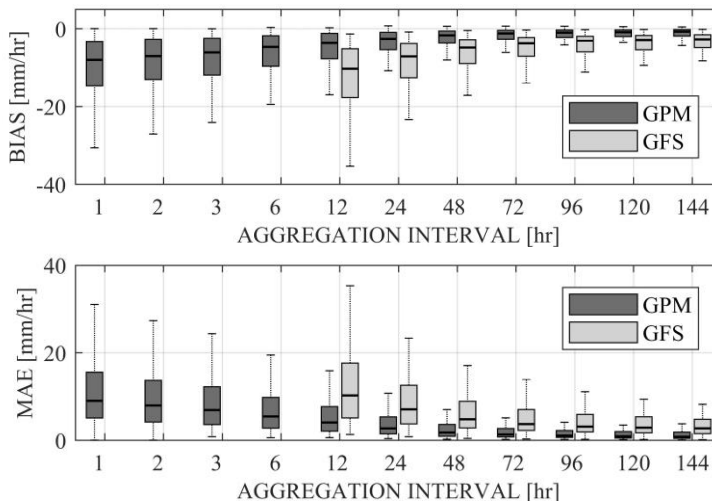 0
-20
-40
BIAS [mm/hr]
GPM
GFS
1 2 3 6 12 24 48 72 96 120 144
AGGREGATION INTERVAL [hr]
40
20
0
MAE [mm/hr]
GPM
GFS
1 2 3 6 12 24 48 72 96 120 144
AGGREGATION INTERVAL [hr]